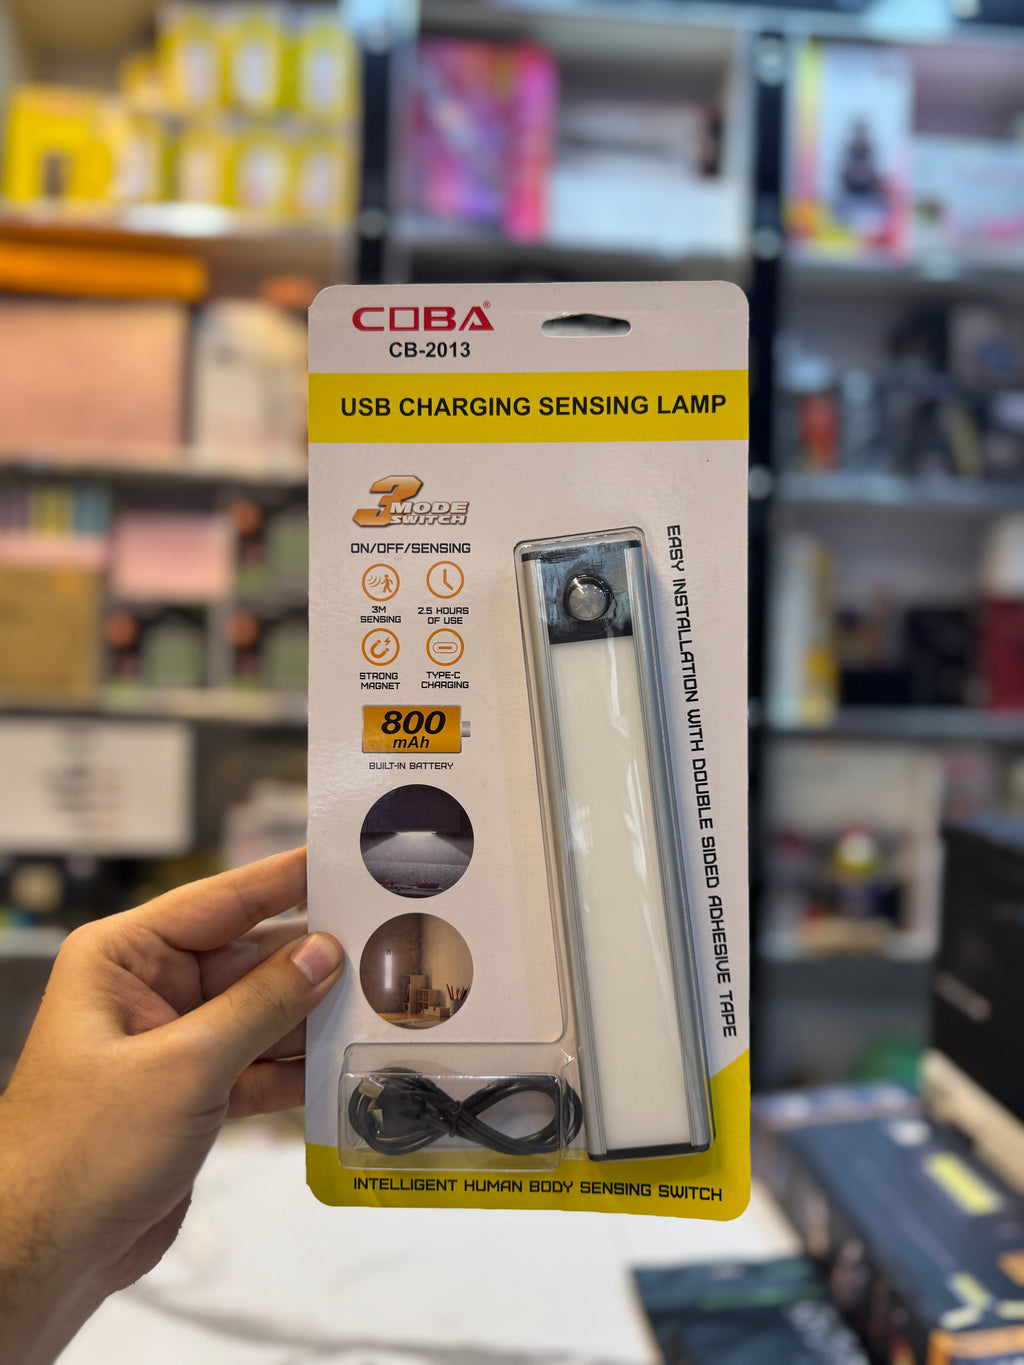 COBA®
CB-2013
USB CHARGING SENSING LAMP
3 MODE
SWITCH
ON/OFF/SENSING
3M
SENSING
2.5 HOURS
OF USE
STRONG
MAGNET
TYPE-C
CHARGING
800
mAh
BUILT-IN BATTERY
EASY INSTALLATION WITH DOUBLE SIDED ADHESIVE TAPE
INTELLIGENT HUMAN BODY SENSING SWITCH